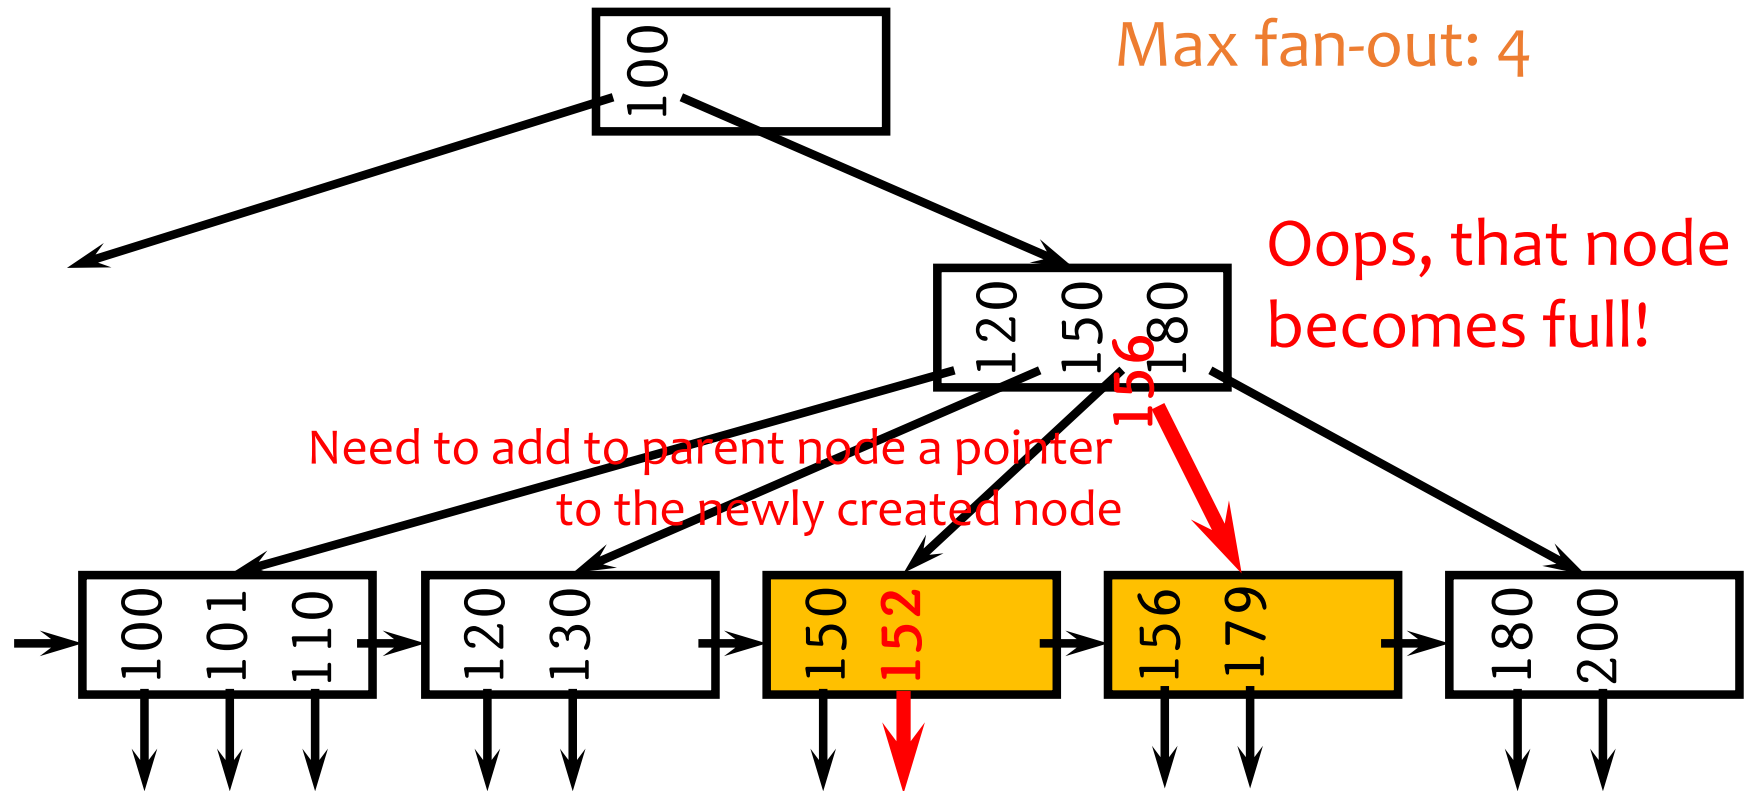 100
Max fan-out: 4
Oops, that node
becomes full!
120 150 156 180
Need to add to parent node a pointer
to the newly created node
100 101 110
120 130
150 152
156 179
180 200